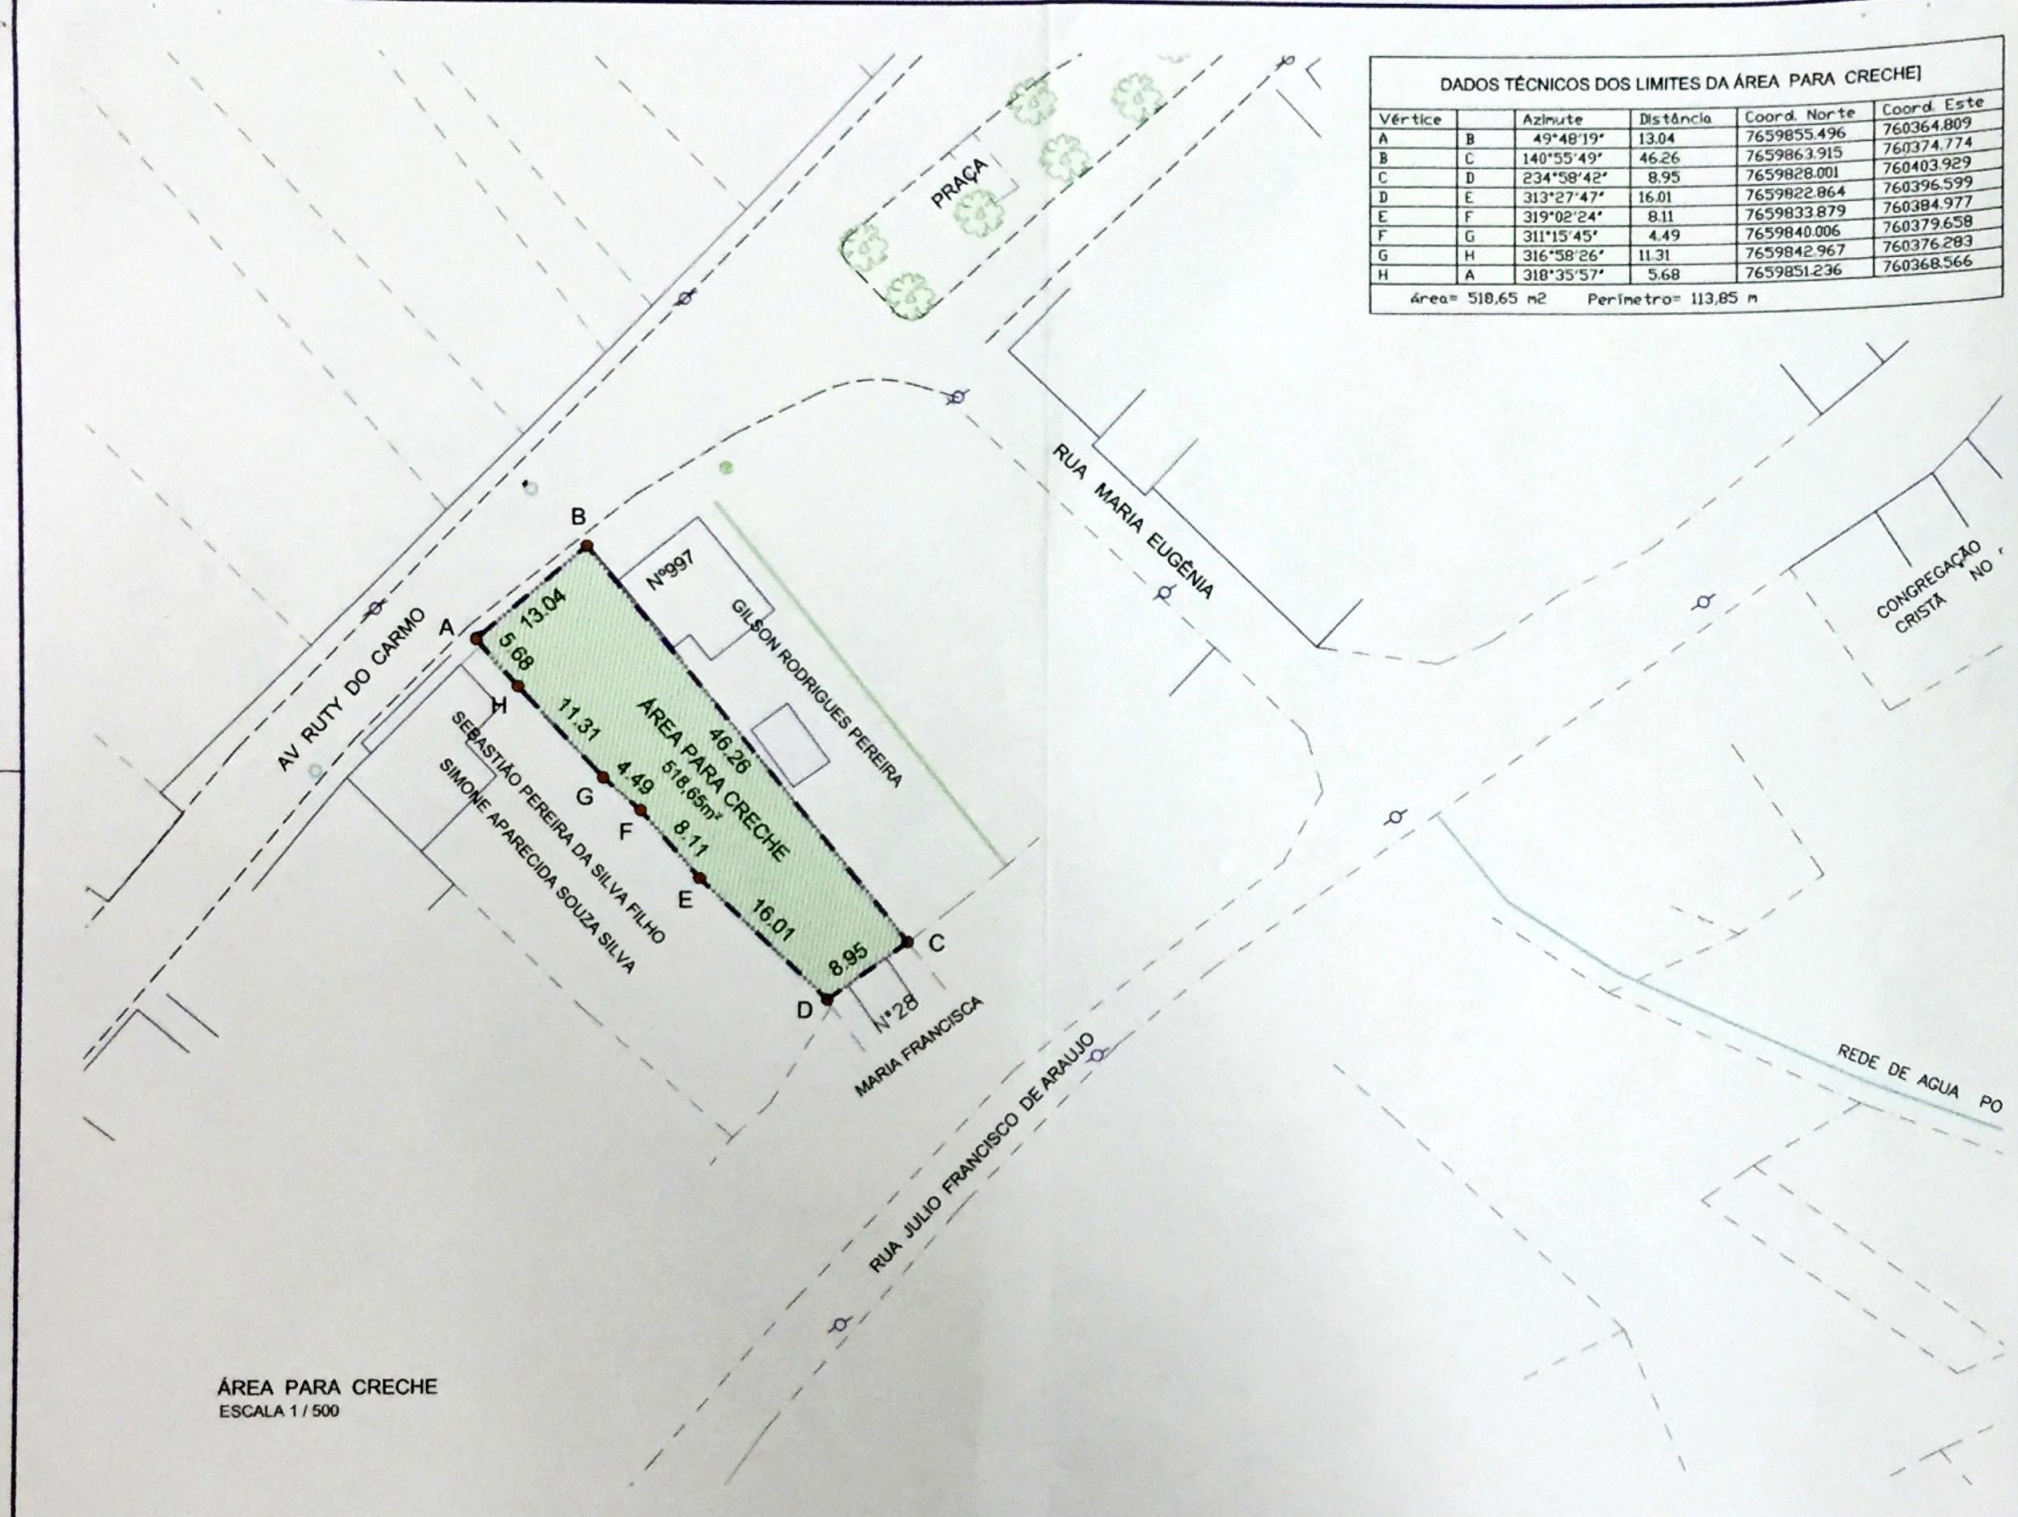 DADOS TÉCNICOS DOS LIMITES DA ÁREA PARA CRECHE]
Vértice Azimute Distância Coord. Norte Coord. Este
A B 49°48'19" 13.04 7659855.496 760364.809
B C 140°55'49" 46.26 7659863.915 760374.774
C D 234°58'42" 8.95 7659828.001 760403.929
D E 313°27'47" 16.01 7659822.864 760396.599
E F 319°02'24" 8.11 7659833.879 760384.977
F G 311°15'45" 4.49 7659840.006 760379.658
G H 316°58'26" 11.31 7659842.967 760376.283
H A 318°35'57" 5.68 7659851.236 760368.566
área= 518,65 m2 Perímetro= 113,85 m
PRAÇA
RUA MARIA EUGÊNIA
B
Nº997
GILSON RODRIGUES PEREIRA
CONGREGAÇÃO
CRISTÃ NO
A
13.04
5.68
AV RUTY DO CARMO
H
11.31
SEBASTIÃO PEREIRA DA SILVA FILHO
SIMONE APARECIDA SOUZA SILVA
ÁREA PARA CRECHE
518,65m²
46.26
4.49
G
F
8.11
E
16.01
C
8.95
D
N°28
MARIA FRANCISCA
RUA JULIO FRANCISCO DE ARAUJO
REDE DE AGUA PO
ÁREA PARA CRECHE
ESCALA 1 / 500